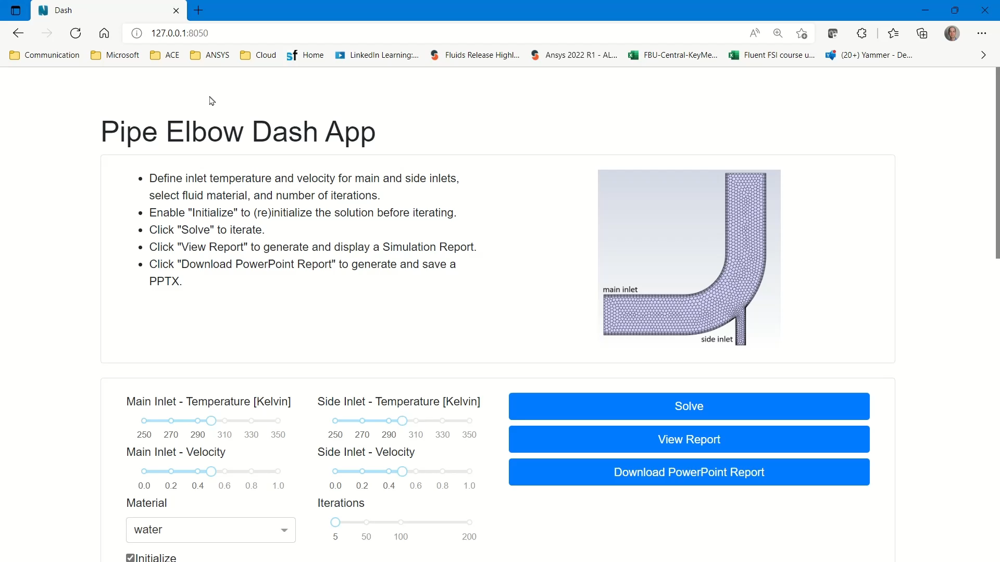 Dash
127.0.0.1:8050
Communication
Microsoft
ACE
ANSYS
Cloud
Home
LinkedIn Learning:...
Fluids Release Highl...
Ansys 2022 R1 - AL...
FBU-Central-KeyMe...
Fluent FSI course u...
(20+) Yammer - De...
Pipe Elbow Dash App
• Define inlet temperature and velocity for main and side inlets,
select fluid material, and number of iterations.
• Enable "Initialize" to (re)initialize the solution before iterating.
• Click "Solve" to iterate.
• Click "View Report" to generate and display a Simulation Report.
• Click "Download PowerPoint Report" to generate and save a
PPTX.
main inlet
side inlet
Main Inlet - Temperature [Kelvin]
250 270 290 310 330 350
Main Inlet - Velocity
0.0 0.2 0.4 0.6 0.8 1.0
Material
water
Initialize
Side Inlet - Temperature [Kelvin]
250 270 290 310 330 350
Side Inlet - Velocity
0.0 0.2 0.4 0.6 0.8 1.0
Iterations
5 50 100 200
Solve
View Report
Download PowerPoint Report